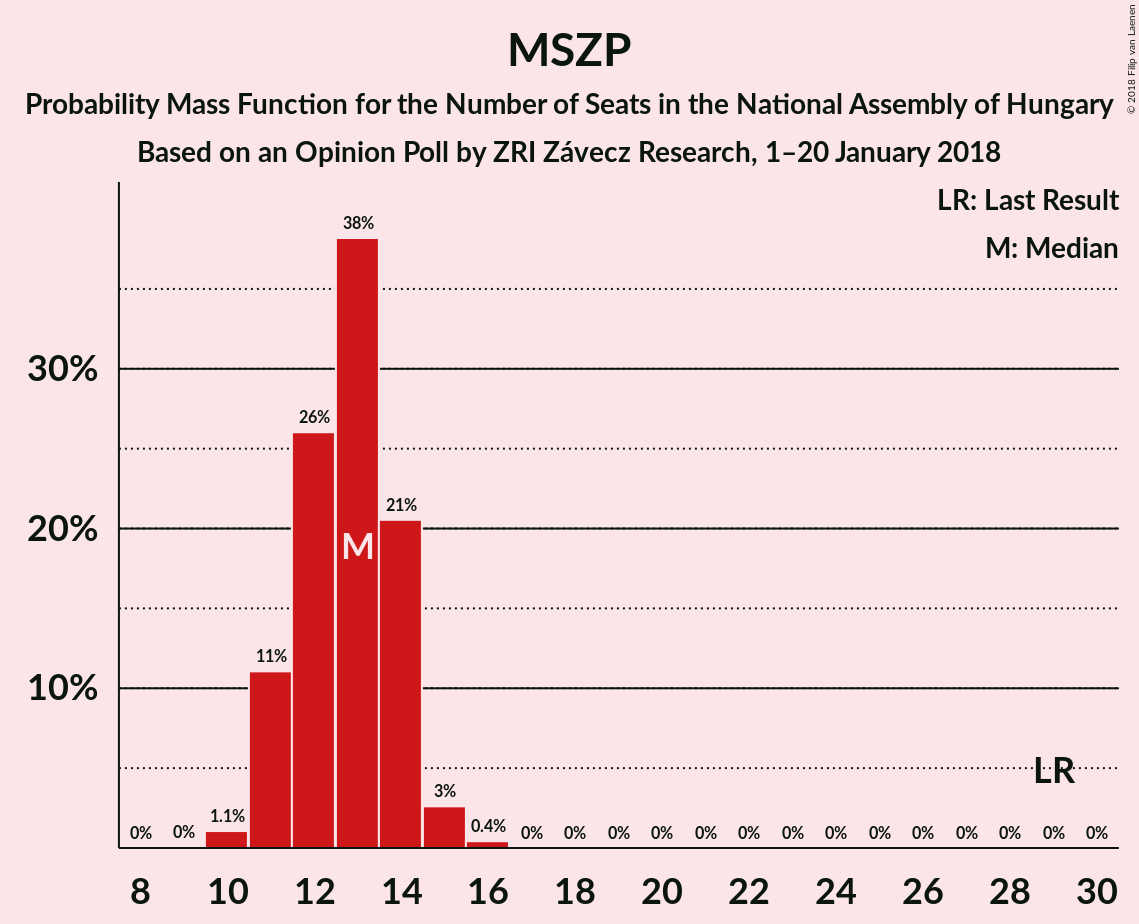 MSZP
Probability Mass Function for the Number of Seats in the National Assembly of Hungary
Based on an Opinion Poll by ZRI Závecz Research, 1–20 January 2018
© 2018 Filip van Laenen
LR: Last Result
M: Median
38%
30%
26%
21%
20%
M
11%
10%
LR
3%
1.1%
0.4%
0% 0% 0% 0% 0% 0% 0% 0% 0% 0% 0% 0% 0% 0% 0% 0%
8 10 12 14 16 18 20 22 24 26 28 30